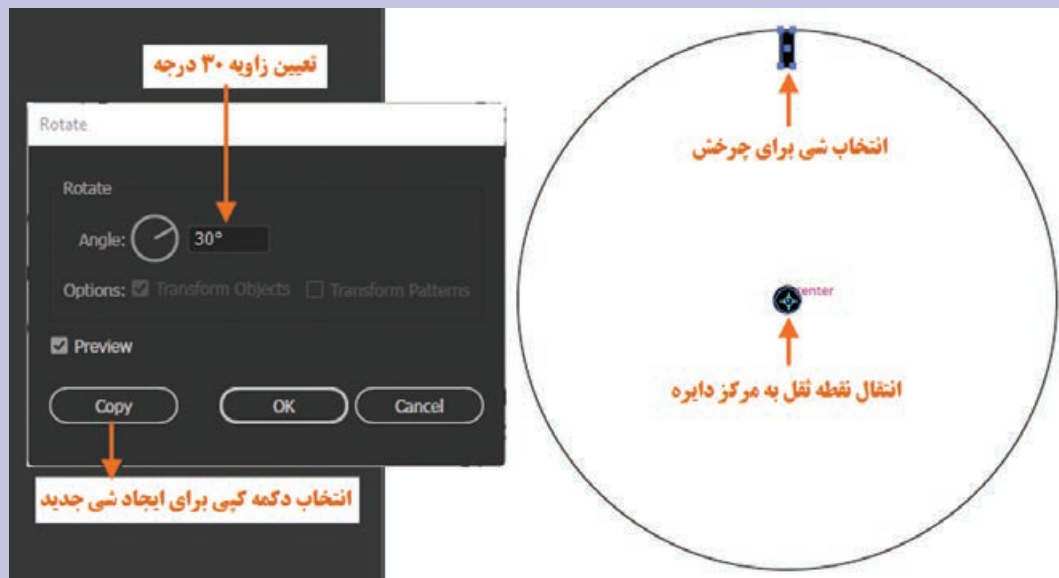 تعیین زاویه ۳۰ درجه
Rotate
Rotate
Angle: 30°
Options: Transform Objects Transform Patterns
Preview
Copy OK Cancel
انتخاب دکمه کپی برای ایجاد شی جدید
انتخاب شی برای چرخش
center
انتقال نقطه ثقل به مرکز دایره